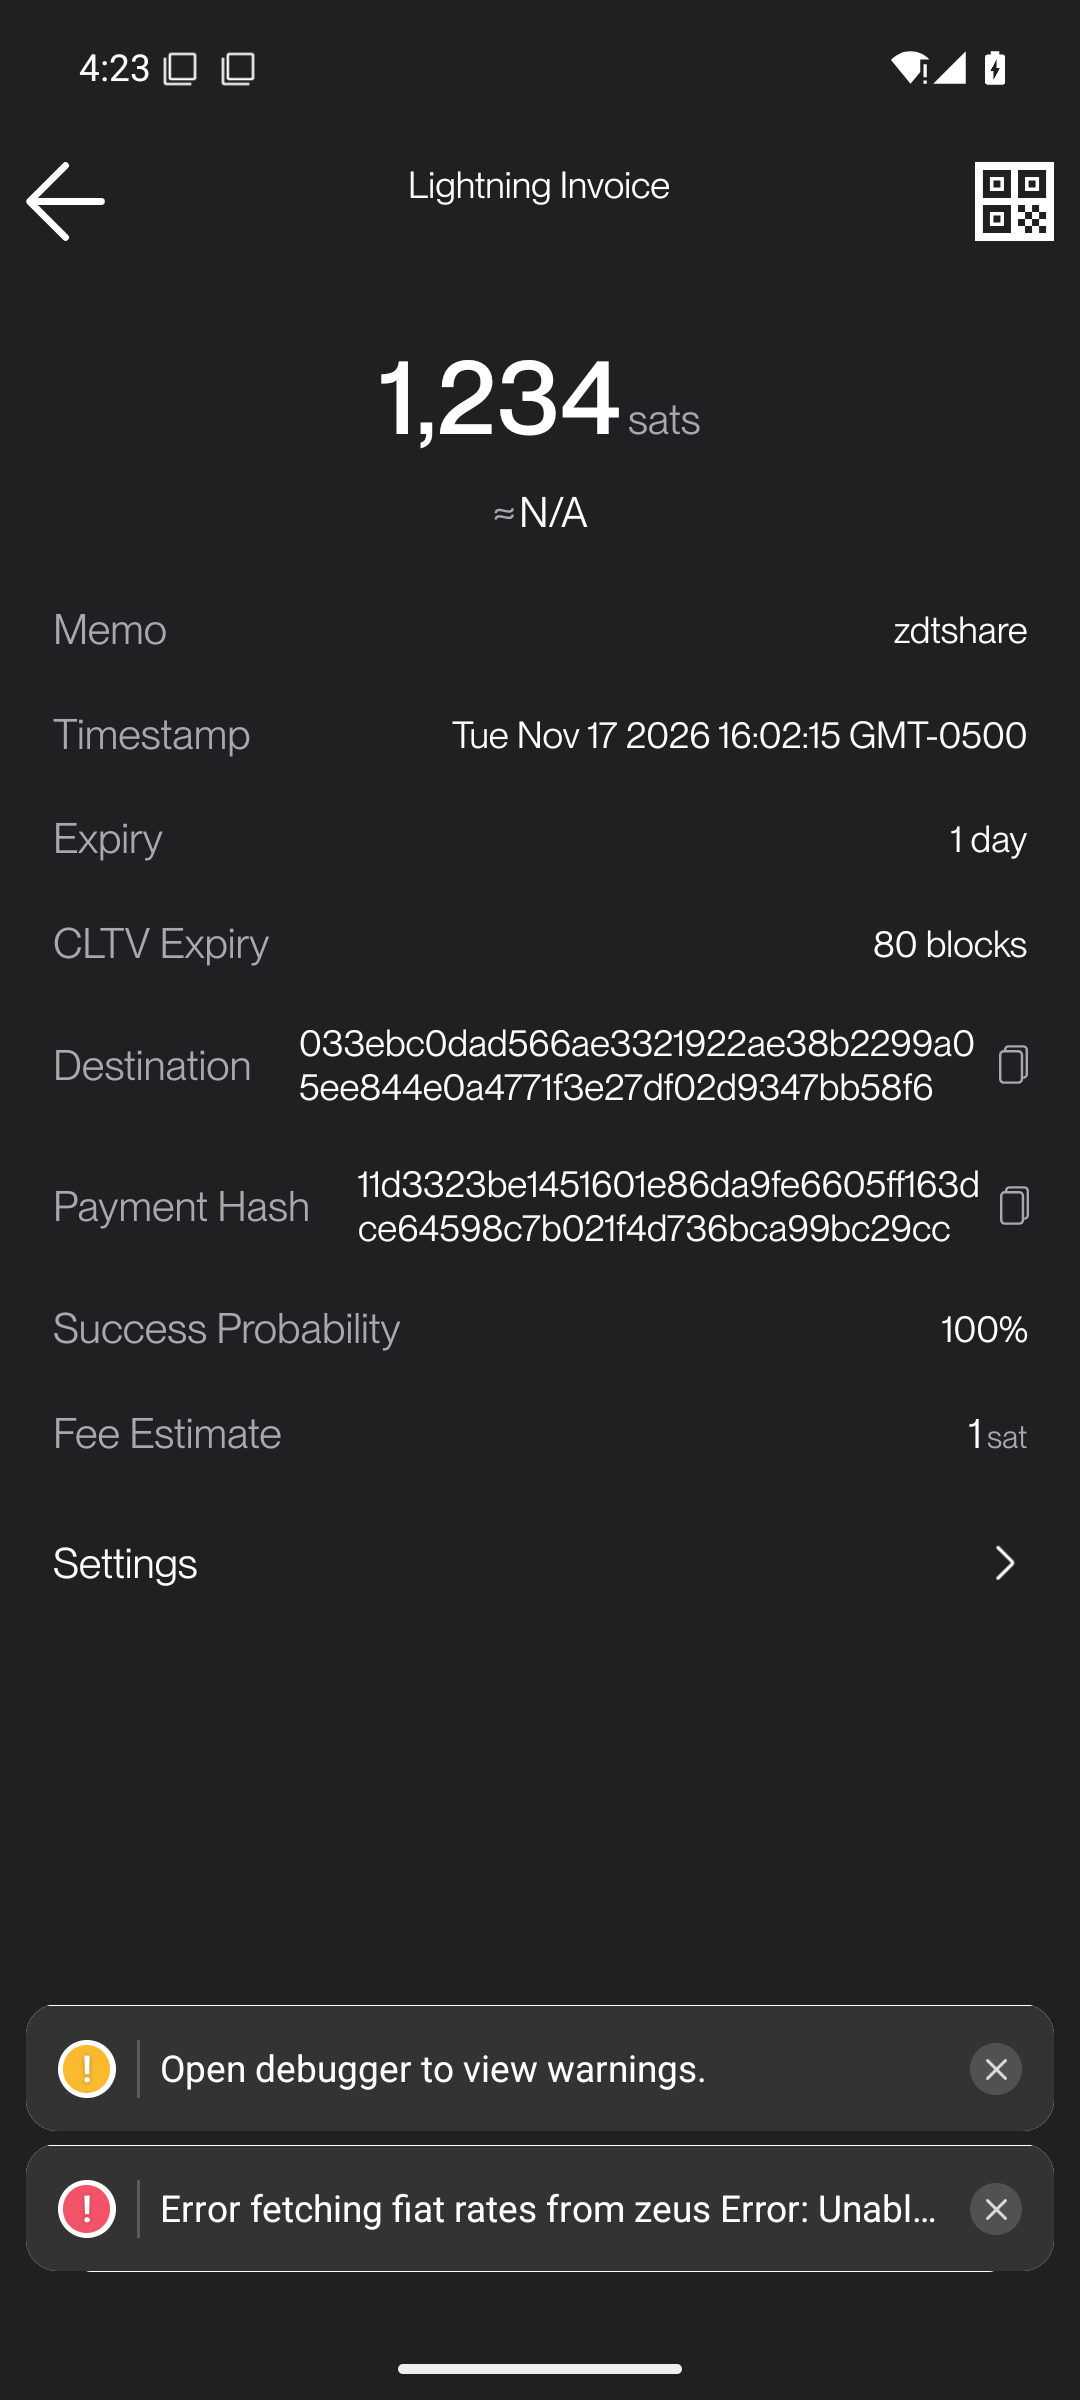 4:23
Lightning Invoice
1,234 sats
≈N/A
Memo zdtshare
Timestamp Tue Nov 17 2026 16:02:15 GMT-0500
Expiry 1 day
CLTV Expiry 80 blocks
Destination 033ebc0dad566ae3321922ae38b2299a0
5ee844e0a4771f3e27df02d9347bb58f6
Payment Hash 11d3323be1451601e86da9fe6605ff163d
ce64598c7b021f4d736bca99bc29cc
Success Probability 100%
Fee Estimate 1 sat
Settings
Open debugger to view warnings.
Error fetching fiat rates from zeus Error: Unabl...